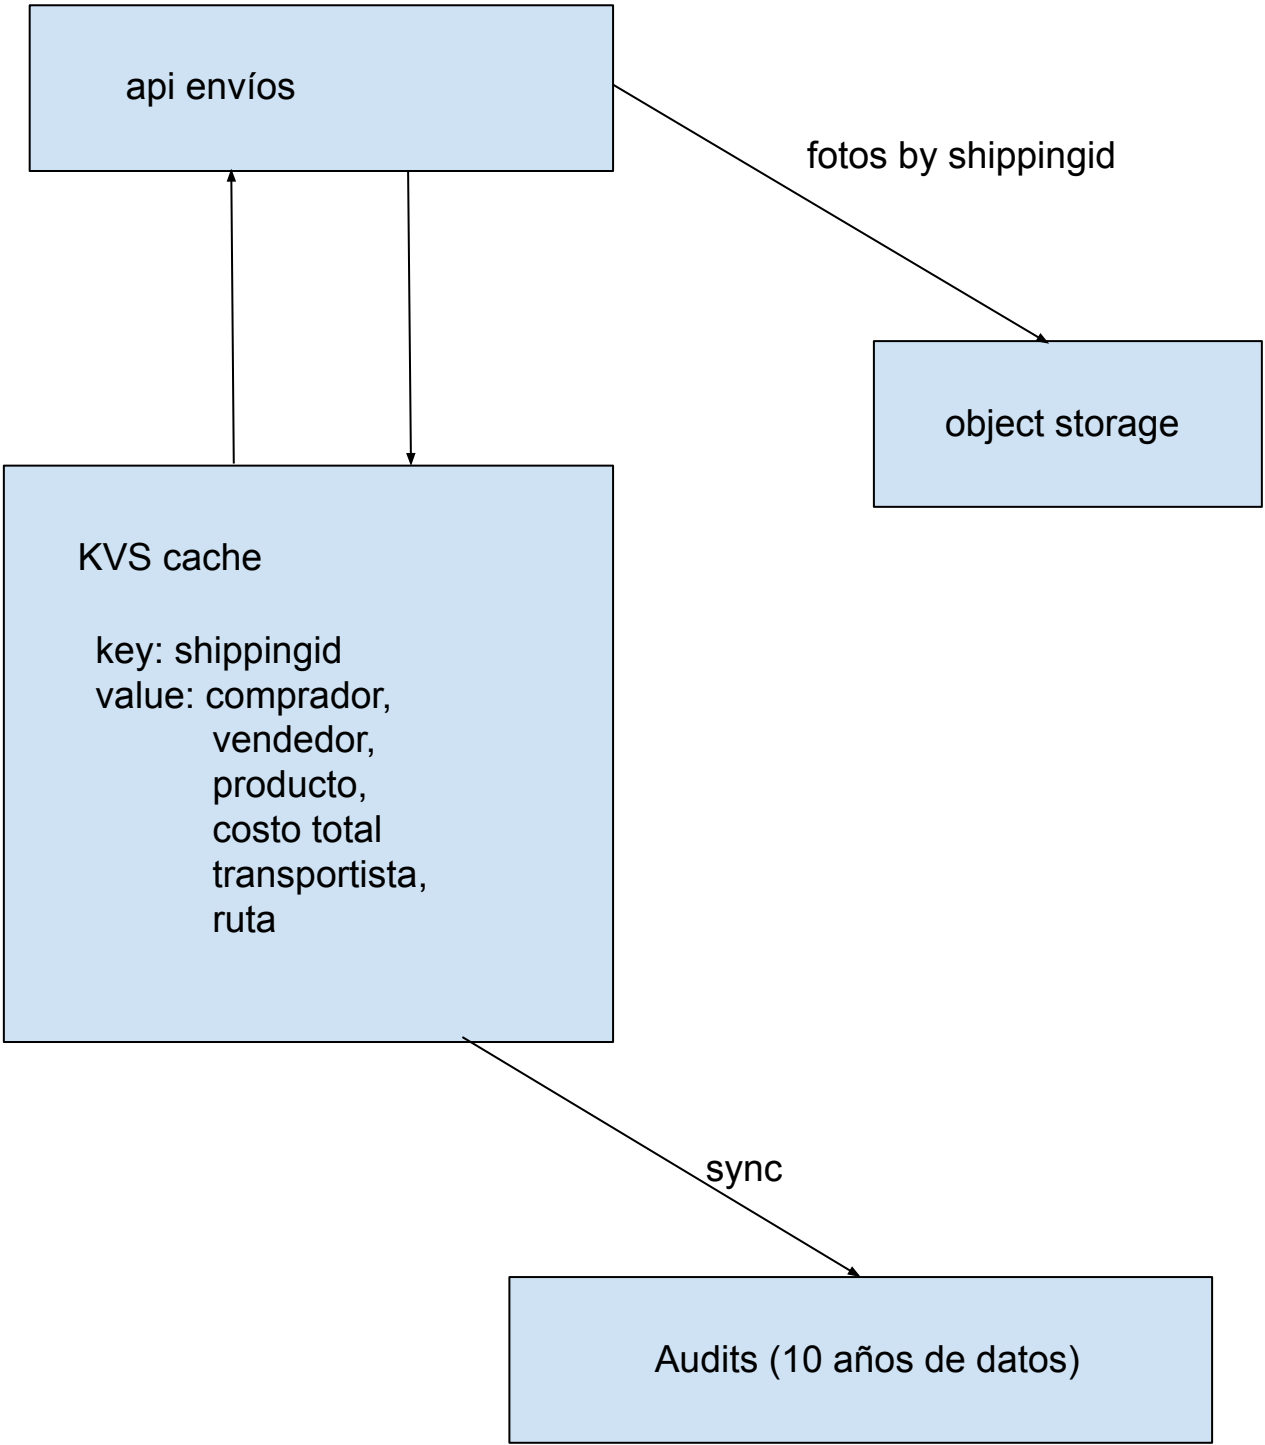 api envíos
fotos by shippingid
object storage
KVS cache
key: shippingid
value: comprador,
vendedor,
producto,
costo total
transportista,
ruta
sync
Audits (10 años de datos)